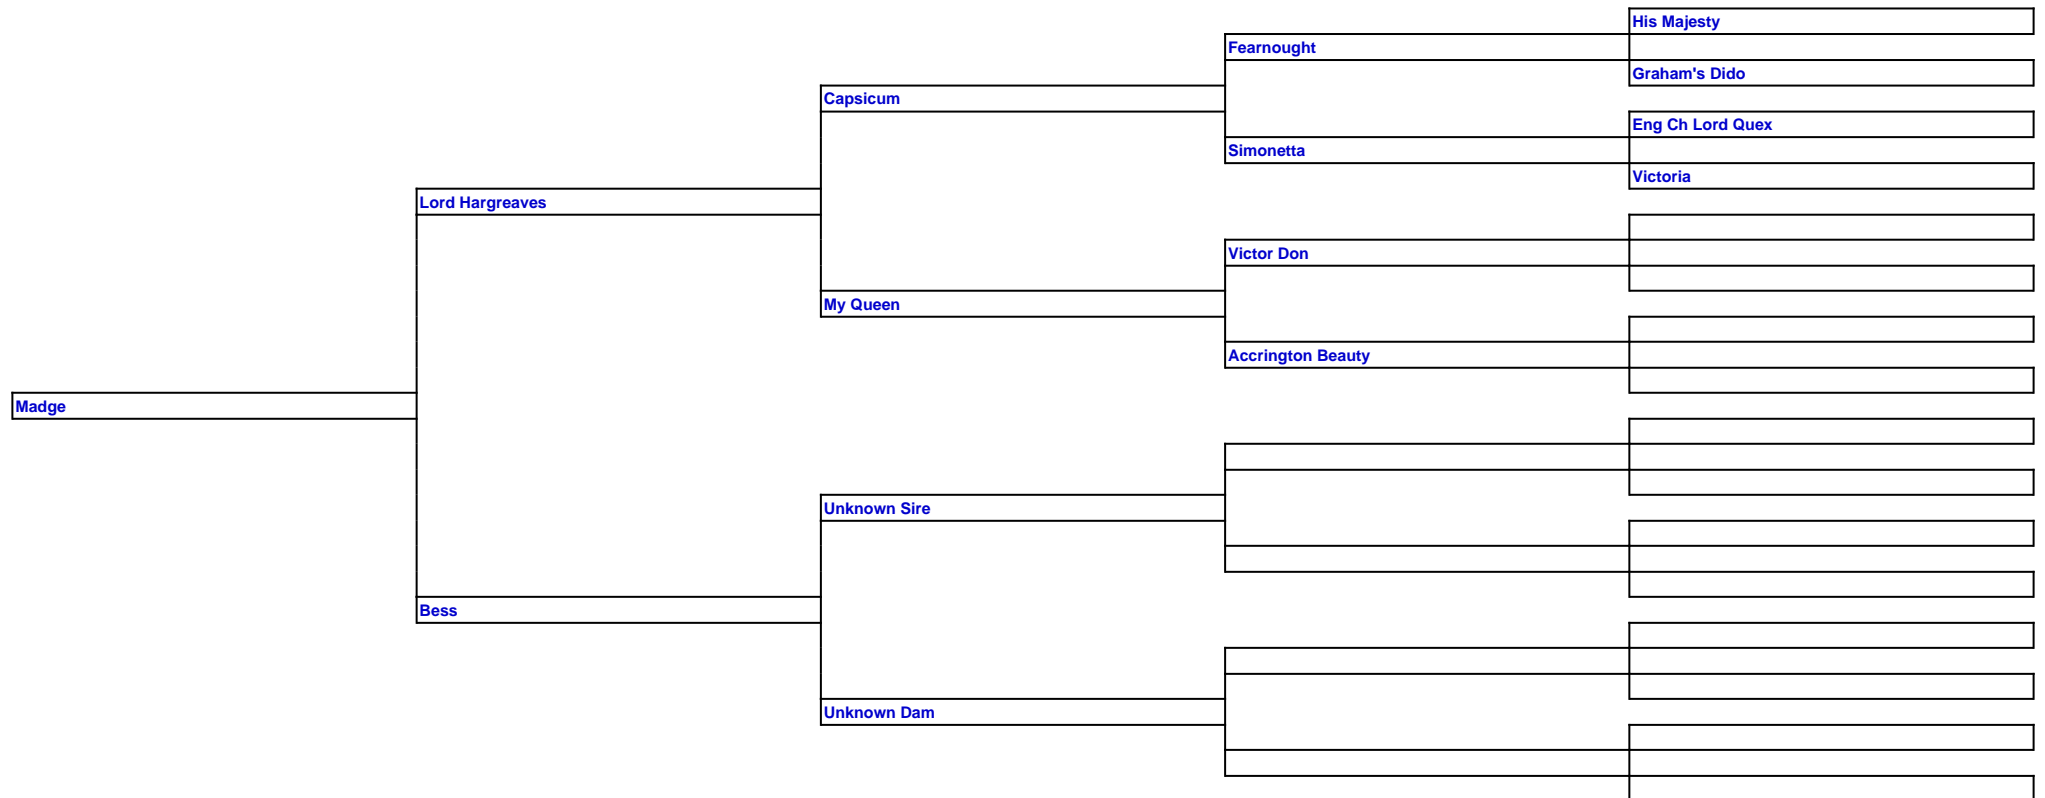 His Majesty
Fearnought
Graham's Dido
Capsicum
Eng Ch Lord Quex
Simonetta
Victoria
Lord Hargreaves
Victor Don
My Queen
Accrington Beauty
Madge
Unknown Sire
Bess
Unknown Dam